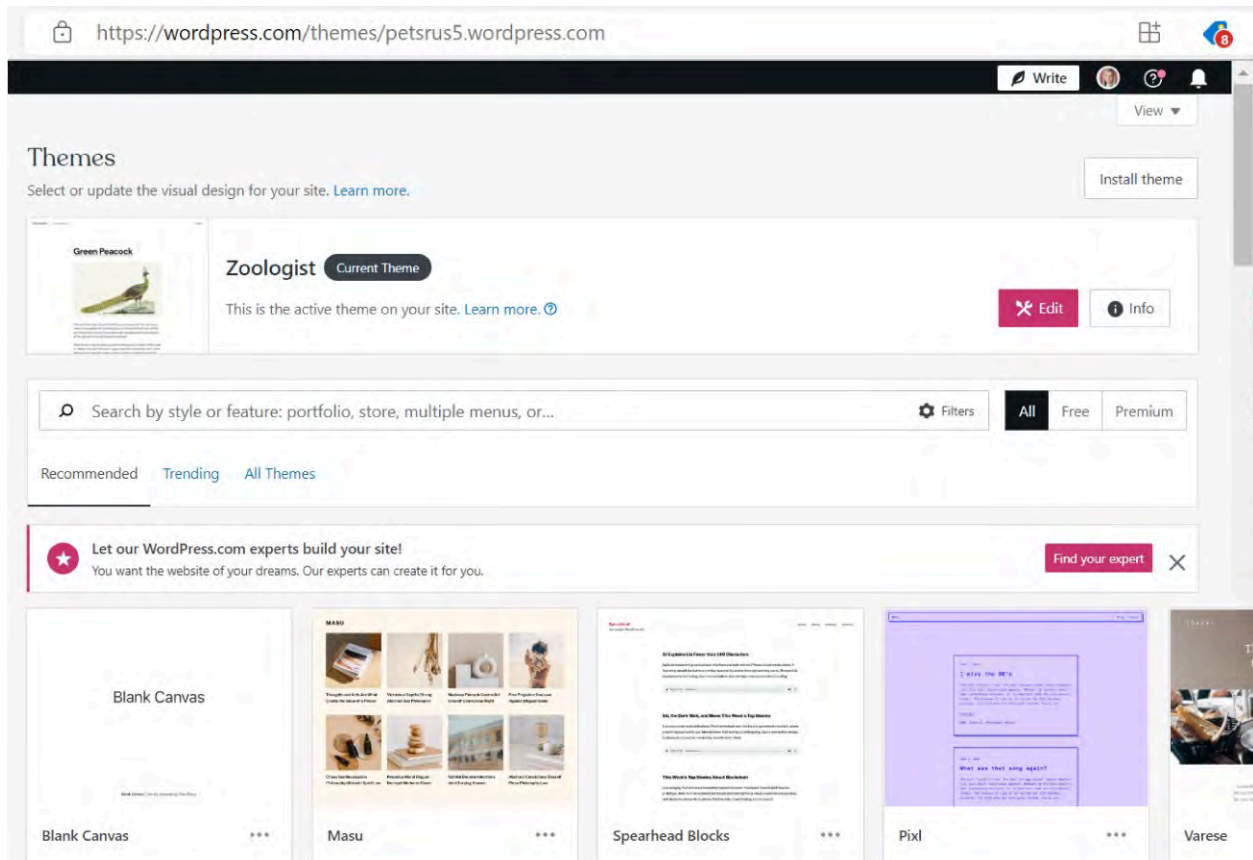 https://wordpress.com/themes/petsrus5.wordpress.com
8
Write
View
Themes
Select or update the visual design for your site. Learn more.
Install theme
Green Peacock
Zoologist Current Theme
This is the active theme on your site. Learn more.
Edit
Info
Search by style or feature: portfolio, store, multiple menus, or...
Filters
All Free Premium
Recommended Trending All Themes
Let our WordPress.com experts build your site!
You want the website of your dreams. Our experts can create it for you.
Find your expert
Blank Canvas
MASU
I miss the 90's
What was that song again?
Blank Canvas
Masu
Spearhead Blocks
Pixl
Varese